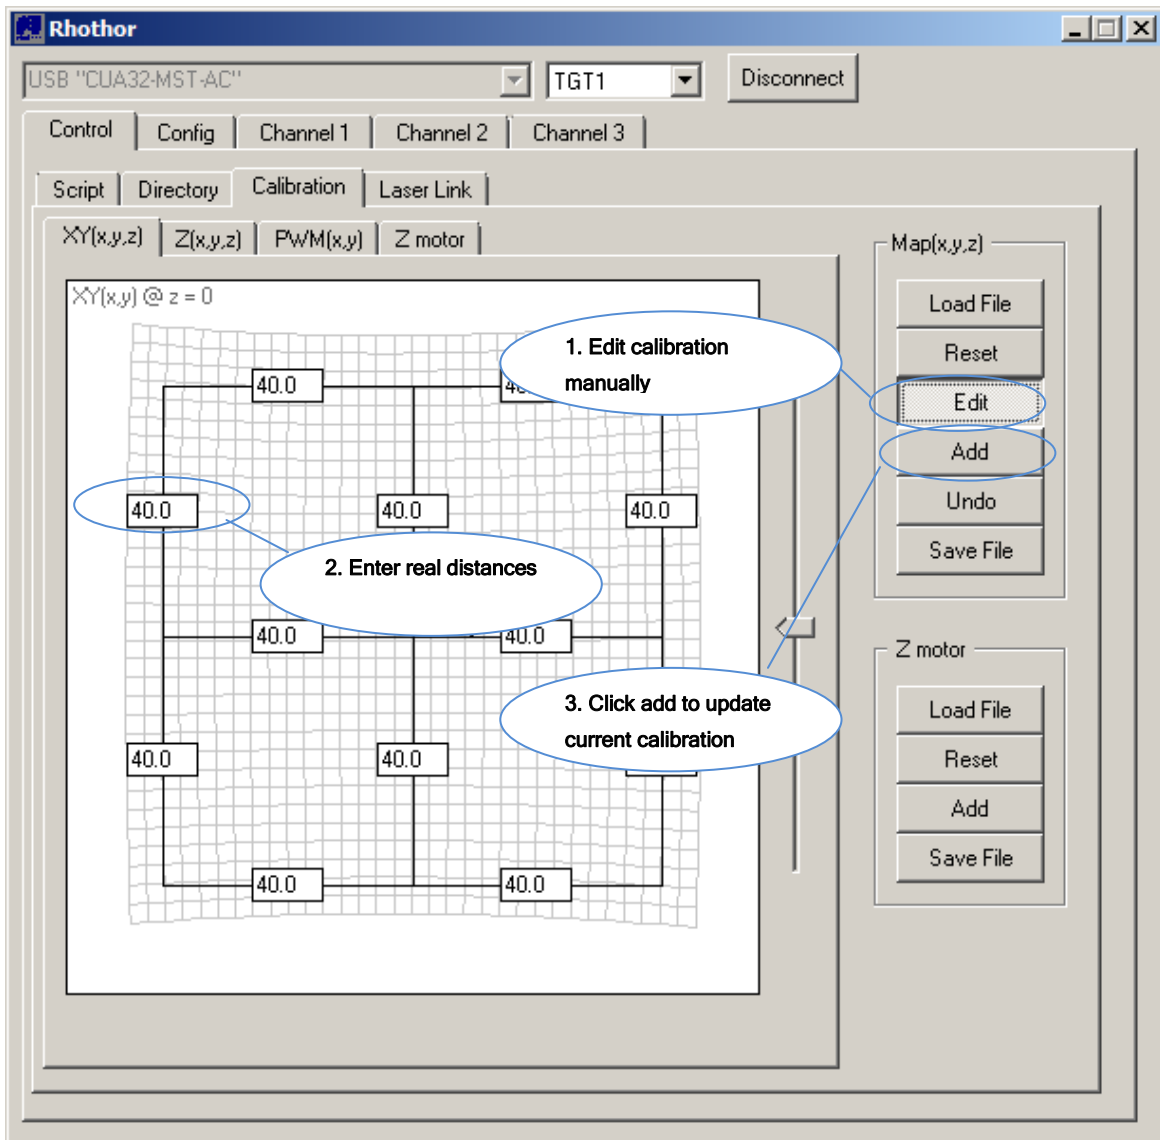 Rhothor
USB "CUA32-MST-AC"
TGT1
Disconnect
Control
Config
Channel 1
Channel 2
Channel 3
Script
Directory
Calibration
Laser Link
XY(x,y,z)
Z(x,y,z)
PWM(x,y)
Z motor
XY(x,y) @ z = 0
40.0
1. Edit calibration
manually
40.0
40.0
40.0
2. Enter real distances
40.0
40.0
3. Click add to update
current calibration
40.0
40.0
40.0
40.0
Map(x,y,z)
Load File
Reset
Edit
Add
Undo
Save File
Z motor
Load File
Reset
Add
Save File